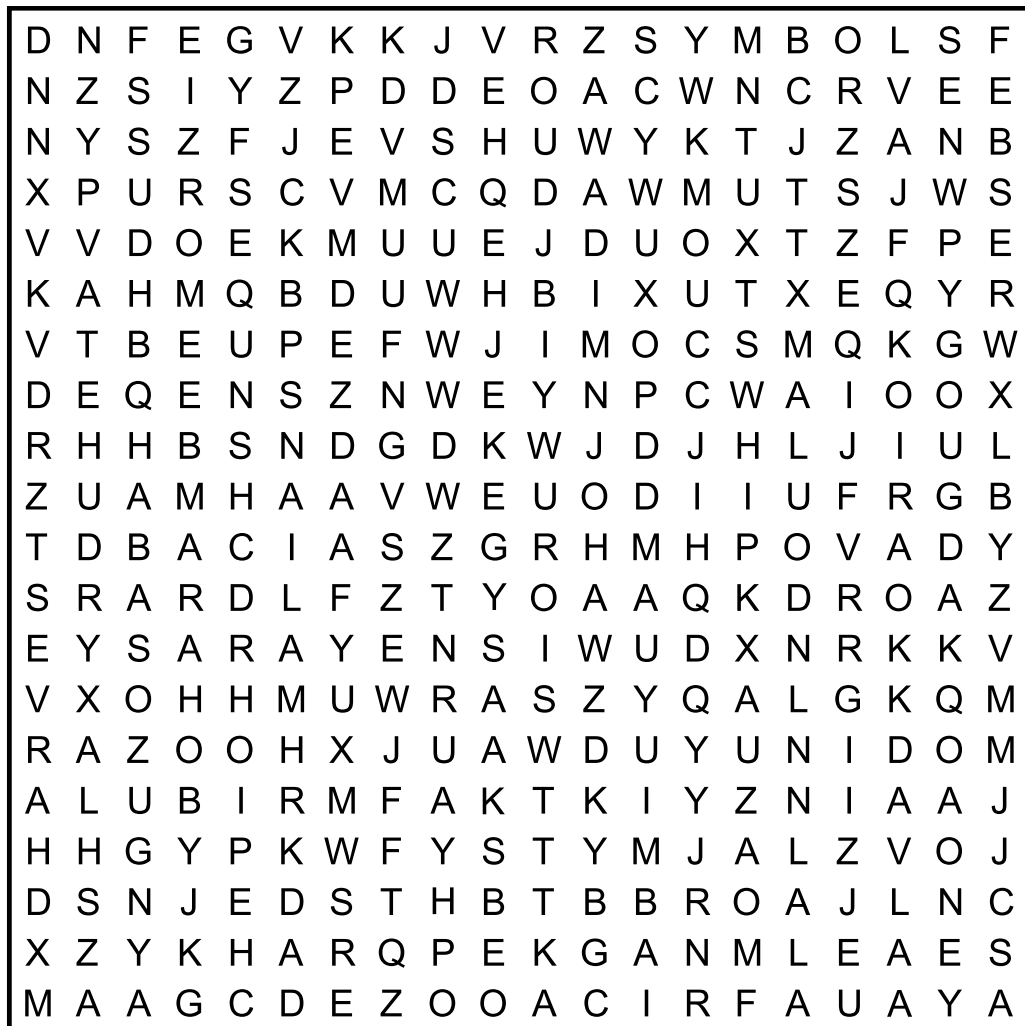 D N F E G V K K J V R Z S Y M B O L S F
N Z S I Y Z P D D E O A C W N C R V E E
N Y S Z F J E V S H U W Y K T J Z A N B
X P U R S C V M C Q D A W M U T S J W S
V V D O E K M U U E J D U O X T Z F P E
K A H M Q B D U W H B I X U T X E Q Y R
V T B E U P E F W J I M O C S M Q K G W
D E Q E N S Z N W E Y N P C W A I O O X
R H H B S N D G D K W J D J H L J I U L
Z U A M H A A V W E U O D I I U F R G B
T D B A C I A S Z G R H M H P O V A D Y
S R A R D L F Z T Y O A A Q K D R O A Z
E Y S A R A Y E N S I W U D X N R K K V
V X O H H M U W R A S Z Y Q A L G K Q M
R A Z O O H X J U A W D U Y U N I D O M
A L U B I R M F A K T K I Y Z N I A A J
H H G Y P K W F Y S T Y M J A L Z V O J
D S N J E D S T H B T B B R O A J L N C
X Z Y K H A R Q P E K G A N M L E A E S
M A A G C D E Z O O A C I R F A U A Y A